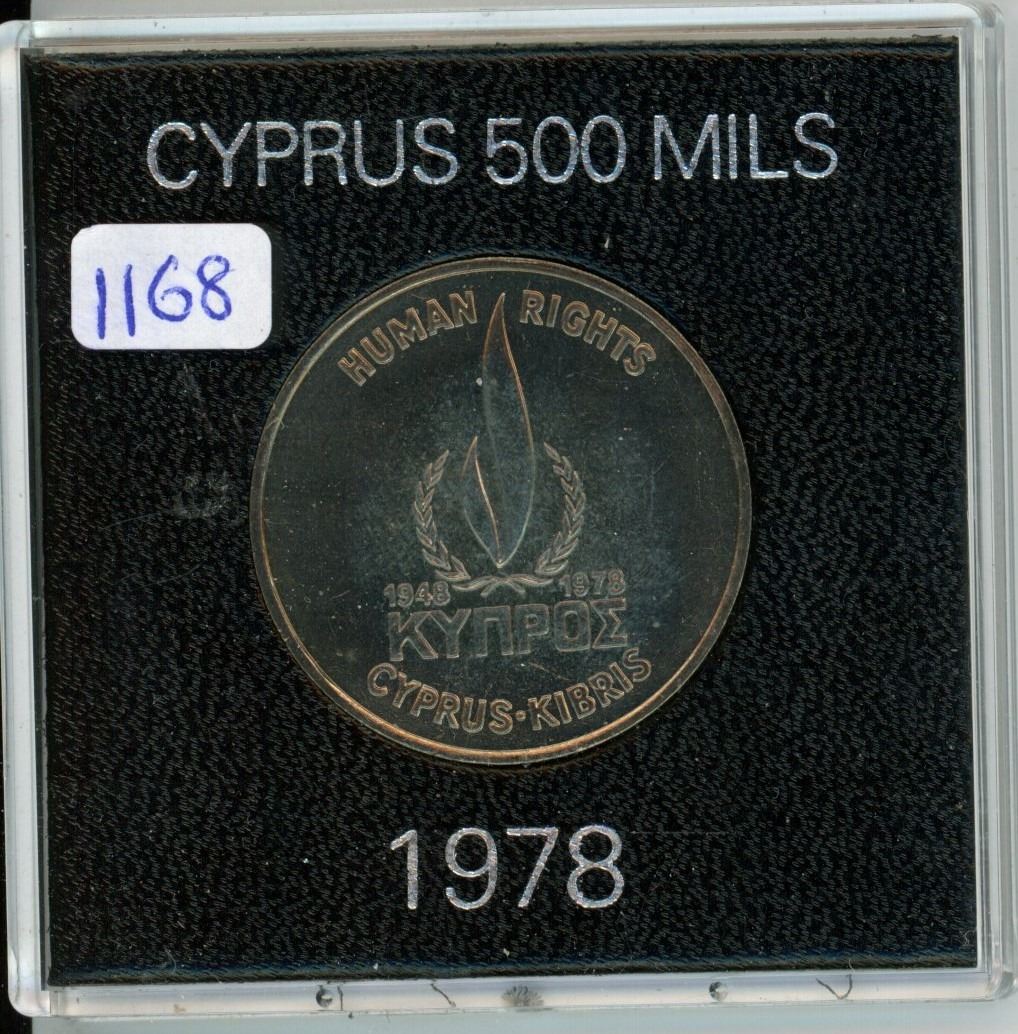 CYPRUS 500 MILS
1168
HUMAN RIGHTS
1948 1978
ΚΥΠΡΟΣ
CYPRUS·KIBRIS
1978